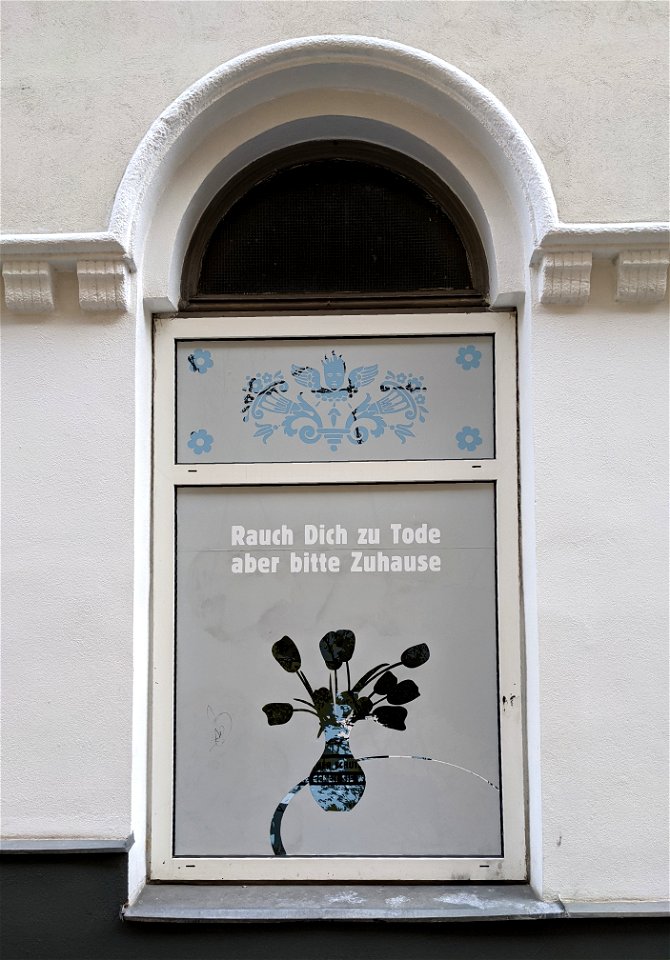 Rauch Dich zu Tode
aber bitte Zuhause